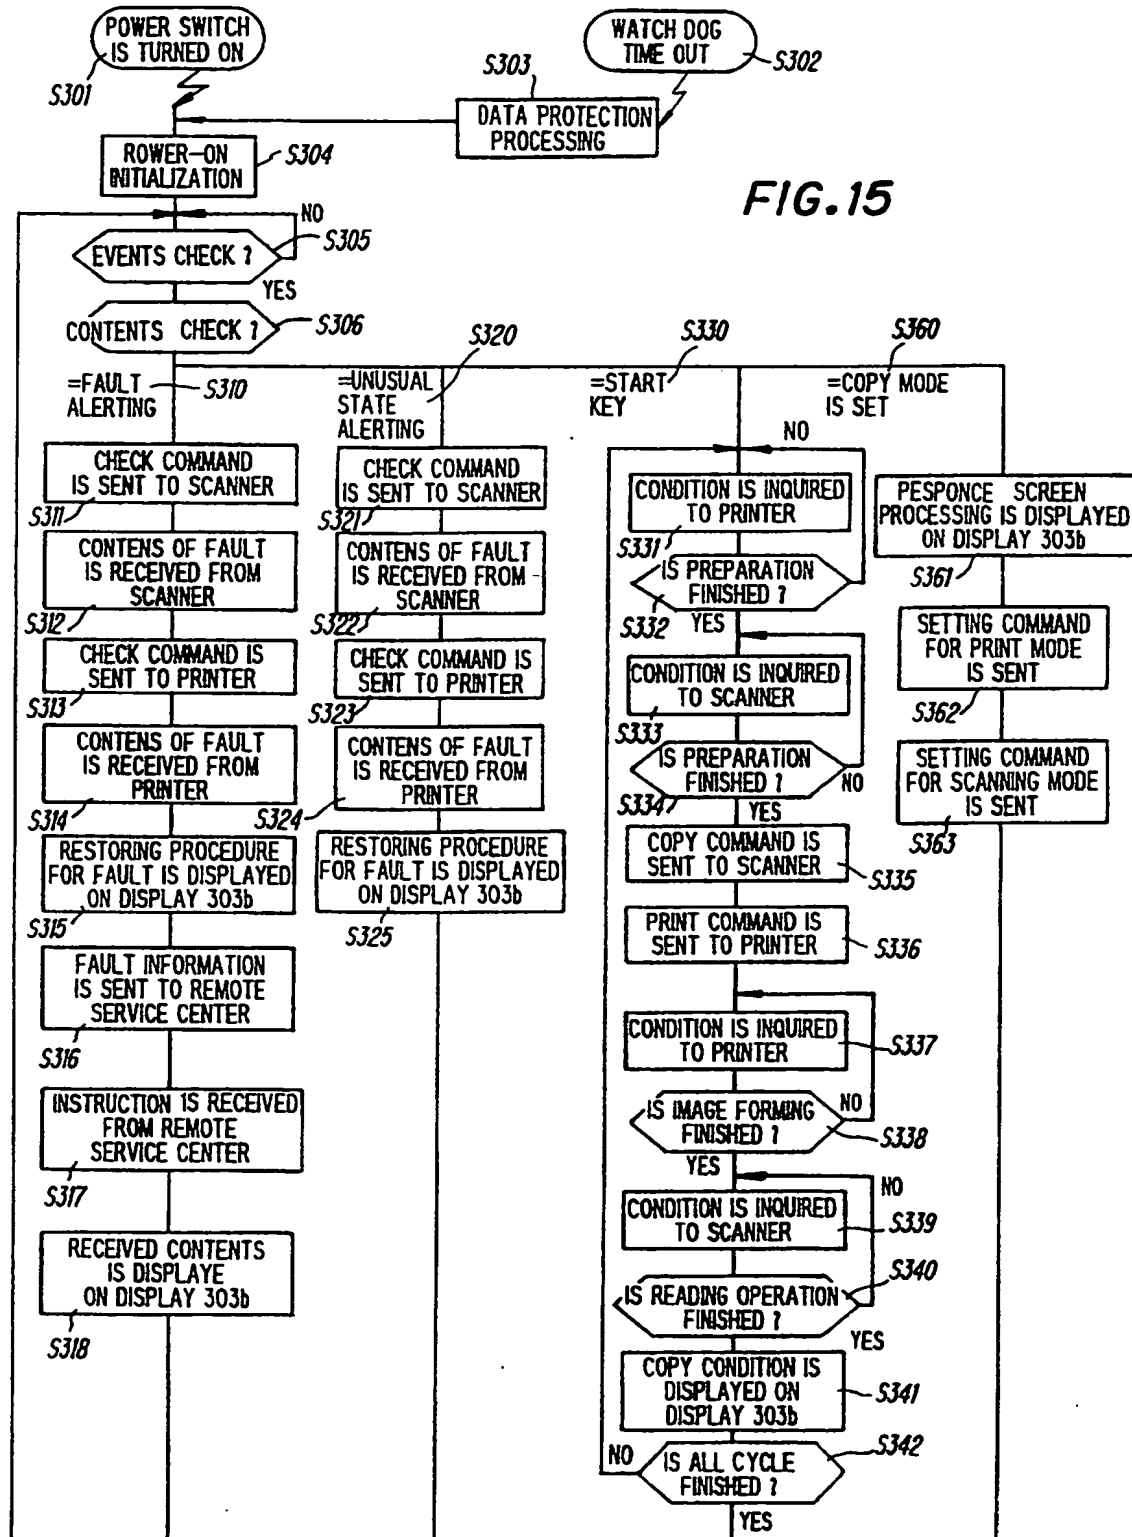 POWER SWITCH
IS TURNED ON
S301
WATCH DOG
TIME OUT
S302
S303
DATA PROTECTION
PROCESSING
ROWER-ON
INITIALIZATION
S304
FIG.15
NO
EVENTS CHECK ?
S305
YES
CONTENTS CHECK ?
S306
=FAULT
ALERTING
S310
CHECK COMMAND
IS SENT TO SCANNER
S311
CONTENS OF FAULT
IS RECEIVED FROM
SCANNER
S312
CHECK COMMAND IS
SENT TO PRINTER
S313
CONTENS OF FAULT
IS RECEIVED FROM
PRINTER
S314
RESTORING PROCEDURE
FOR FAULT IS DISPLAYED
ON DISPLAY 303b
S315
FAULT INFORMATION
IS SENT TO REMOTE
SERVICE CENTER
S316
INSTRUCTION IS RECEIVED
FROM REMOTE
SERVICE CENTER
S317
RECEIVED CONTENTS
IS DISPLAYE
ON DISPLAY 303b
S318
S320
=UNUSUAL
STATE
ALERTING
CHECK COMMAND
IS SENT TO SCANNER
S321
CONTENS OF FAULT
IS RECEIVED FROM
SCANNER
S322
CHECK COMMAND IS
SENT TO PRINTER
S323
CONTENS OF FAULT
IS RECEIVED FROM
PRINTER
S324
RESTORING PROCEDURE
FOR FAULT IS DISPLAYED
ON DISPLAY 303b
S325
S330
=START
KEY
NO
CONDITION IS INQUIRED
TO PRINTER
S331
IS PREPARATION
FINISHED ?
S332
YES
CONDITION IS INQUIRED
TO SCANNER
S333
IS PREPARATION
FINISHED ?
NO
S334
YES
COPY COMMAND IS
SENT TO SCANNER
S335
PRINT COMMAND IS
SENT TO PRINTER
S336
CONDITION IS INQUIRED
TO PRINTER
S337
IS IMAGE FORMING
FINISHED ?
NO
S338
YES
NO
CONDITION IS INQUIRED
TO SCANNER
S339
IS READING OPERATION
FINISHED ?
S340
YES
COPY CONDITION IS
DISPLAYED ON
DISPLAY 303b
S341
NO
IS ALL CYCLE
FINISHED ?
S342
YES
S360
=COPY MODE
IS SET
PESPONCE SCREEN
PROCESSING IS DISPLAYED
ON DISPLAY 303b
S361
SETTING COMMAND
FOR PRINT MODE
IS SENT
S362
SETTING COMMAND
FOR SCANNING MODE
IS SENT
S363